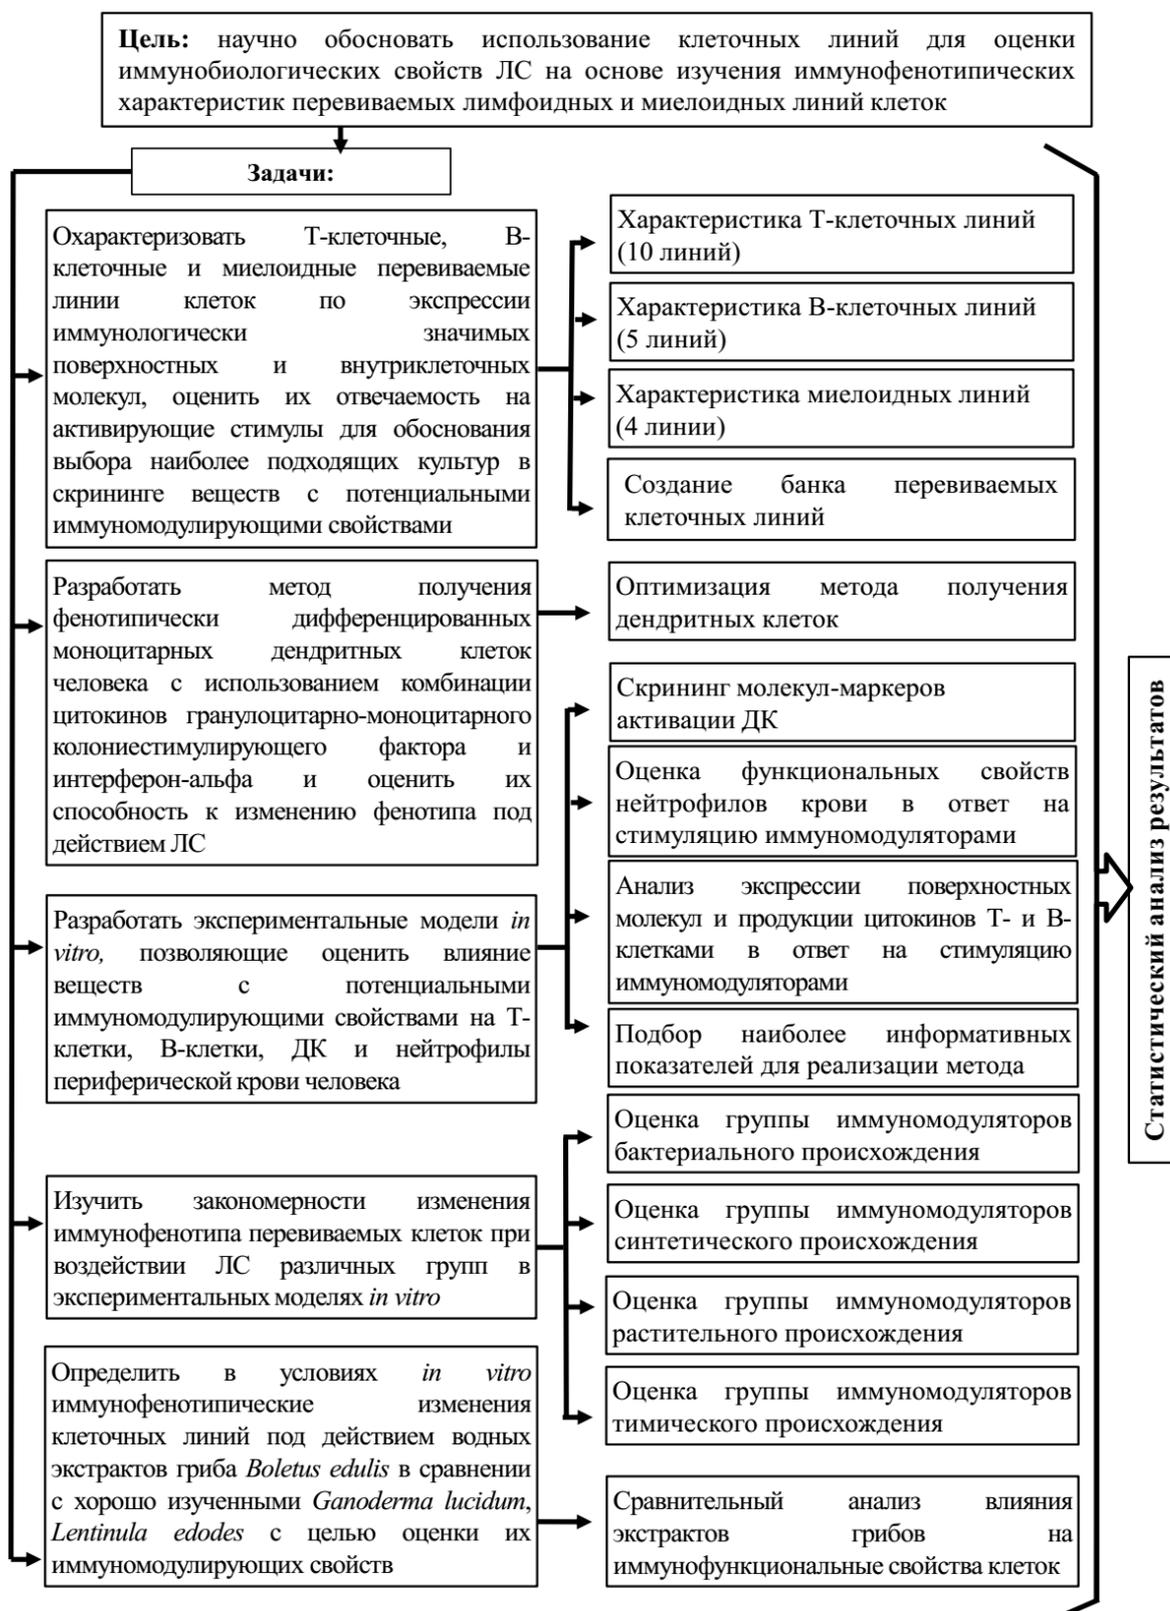 Цель: научно обосновать использование клеточных линий для оценки
иммунобиологических свойств ЛС на основе изучения иммунофенотипических
характеристик перевиваемых лимфоидных и миелоидных линий клеток
Задачи:
Охарактеризовать Т-клеточные, В-
клеточные и миелоидные перевиваемые
линии клеток по экспрессии
иммунологически значимых
поверхностных и внутриклеточных
молекул, оценить их отвечаемость на
активирующие стимулы для обоснования
выбора наиболее подходящих культур в
скрининге веществ с потенциальными
иммуномодулирующими свойствами
Характеристика Т-клеточных линий
(10 линий)
Характеристика В-клеточных линий
(5 линий)
Характеристика миелоидных линий
(4 линии)
Создание банка перевиваемых
клеточных линий
Разработать метод получения
фенотипически дифференцированных
моноцитарных дендритных клеток
человека с использованием комбинации
цитокинов гранулоцитарно-моноцитарного
колониестимулирующего фактора и
интерферон-альфа и оценить их
способность к изменению фенотипа под
действием ЛС
Оптимизация метода получения
дендритных клеток
Разработать экспериментальные модели in
vitro, позволяющие оценить влияние
веществ с потенциальными
иммуномодулирующими свойствами на Т-
клетки, В-клетки, ДК и нейтрофилы
периферической крови человека
Скрининг молекул-маркеров
активации ДК
Оценка функциональных свойств
нейтрофилов крови в ответ на
стимуляцию иммуномодуляторами
Анализ экспрессии поверхностных
молекул и продукции цитокинов Т- и В-
клетками в ответ на стимуляцию
иммуномодуляторами
Подбор наиболее информативных
показателей для реализации метода
Изучить закономерности изменения
иммунофенотипа перевиваемых клеток при
воздействии ЛС различных групп в
экспериментальных моделях in vitro
Оценка группы иммуномодуляторов
бактериального происхождения
Оценка группы иммуномодуляторов
синтетического происхождения
Оценка группы иммуномодуляторов
растительного происхождения
Оценка группы иммуномодуляторов
тимического происхождения
Определить в условиях in vitro
иммунофенотипические изменения
клеточных линий под действием водных
экстрактов гриба Boletus edulis в сравнении
с хорошо изученными Ganoderma lucidum,
Lentinula edodes с целью оценки их
иммуномодулирующих свойств
Сравнительный анализ влияния
экстрактов грибов на
иммунофункциональные свойства клеток
Статистический анализ результатов